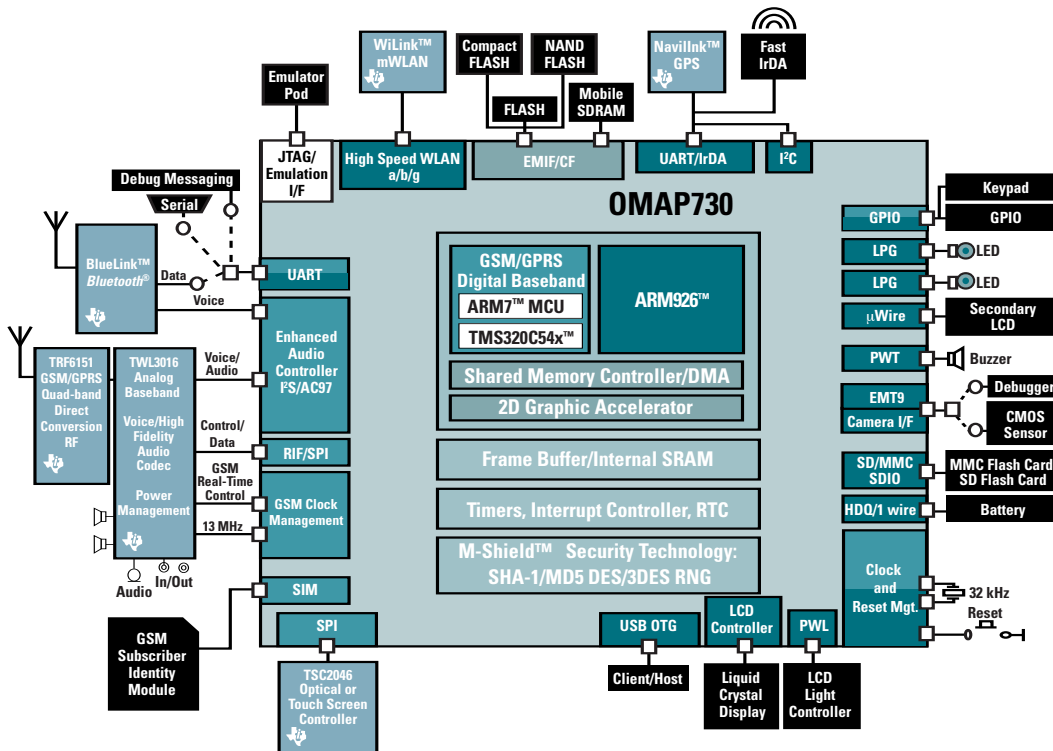 WiLink™
mWLAN
Compact
FLASH
NAND
FLASH
NaviIink™
GPS
Fast
IrDA
Emulator
Pod
FLASH
Mobile
SDRAM
JTAG/
Emulation
I/F
High Speed WLAN
a/b/g
EMIF/CF
UART/IrDA
I²C
OMAP730
Debug Messaging
Serial
BlueLink™
Bluetooth®
Data
Voice
UART
Enhanced
Audio
Controller
I²S/AC97
TRF6151
GSM/GPRS
Quad-band
Direct
Conversion
RF
TWL3016
Analog
Baseband
Voice/High
Fidelity
Audio
Codec
Power
Management
Voice/
Audio
Control/
Data
GSM
Real-Time
Control
13 MHz
RIF/SPI
GSM Clock
Management
Audio
In/Out
SIM
GSM
Subscriber
Identity
Module
SPI
TSC2046
Optical or
Touch Screen
Controller
GSM/GPRS
Digital Baseband
ARM7™ MCU
TMS320C54x™
ARM926™
Shared Memory Controller/DMA
2D Graphic Accelerator
Frame Buffer/Internal SRAM
Timers, Interrupt Controller, RTC
M-Shield™ Security Technology:
SHA-1/MD5 DES/3DES RNG
USB OTG
Client/Host
LCD
Controller
Liquid
Crystal
Display
PWL
LCD
Light
Controller
GPIO
Keypad
GPIO
LPG
LED
LPG
LED
µWire
Secondary
LCD
PWT
Buzzer
EMT9
Camera I/F
Debugger
CMOS
Sensor
SD/MMC
SDIO
MMC Flash Card
SD Flash Card
HDQ/1 wire
Battery
Clock
and
Reset Mgt.
32 kHz
Reset